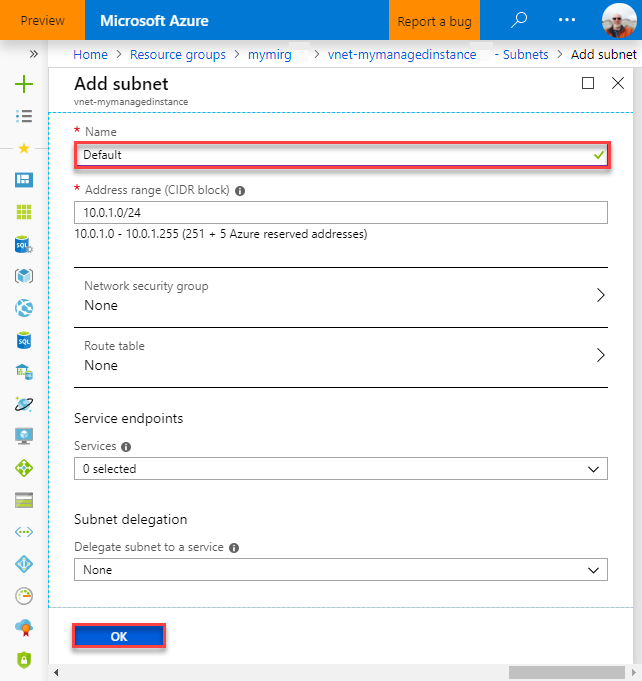 Preview
Microsoft Azure
Report a bug
Home > Resource groups > mymirg > vnet-mymanagedinstance - Subnets > Add subnet
Add subnet
vnet-mymanagedinstance
* Name
Default
* Address range (CIDR block)
10.0.1.0/24
10.0.1.0 - 10.0.1.255 (251 + 5 Azure reserved addresses)
Network security group
None
Route table
None
Service endpoints
Services
0 selected
Subnet delegation
Delegate subnet to a service
None
OK